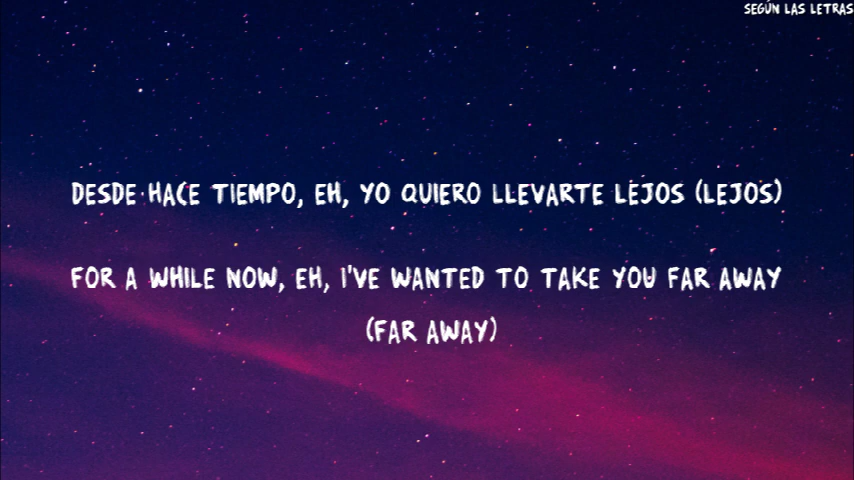 SEGÚN LAS LETRAS
DESDE HACE TIEMPO, EH, YO QUIERO LLEVARTE LEJOS (LEJOS)
FOR A WHILE NOW, EH, I'VE WANTED TO TAKE YOU FAR AWAY
(FAR AWAY)